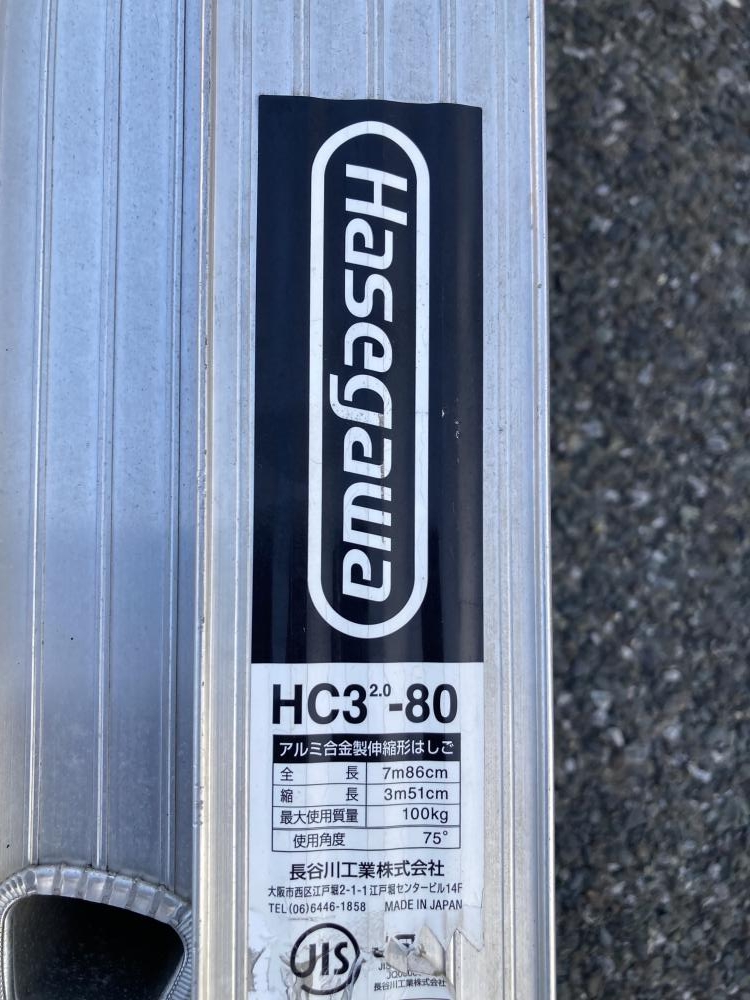 Hasegawa
HC3 2.0-80
アルミ合金製伸縮形はしご
全長 7m86cm
縮長 3m51cm
最大使用質量 100kg
使用角度 75°
長谷川工業株式会社
大阪市西区江戸堀2-1-1江戸堀センタービル14F
TEL(06)6446-1858 MADE IN JAPAN
JIS
長谷川工業株式会社